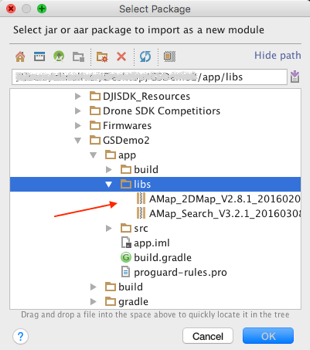 Select Package
Select jar or aar package to import as a new module
Hide path
/GSDemo2/app/libs
DJISDK_Resources
Drone SDK Competitiors
Firmwares
GSDemo2
app
build
libs
AMap_2DMap_V2.8.1_2016020
AMap_Search_V3.2.1_20160308
src
app.iml
build.gradle
proguard-rules.pro
build
gradle
Drag and drop a file into the space above to quickly locate it in the tree
?
Cancel
OK